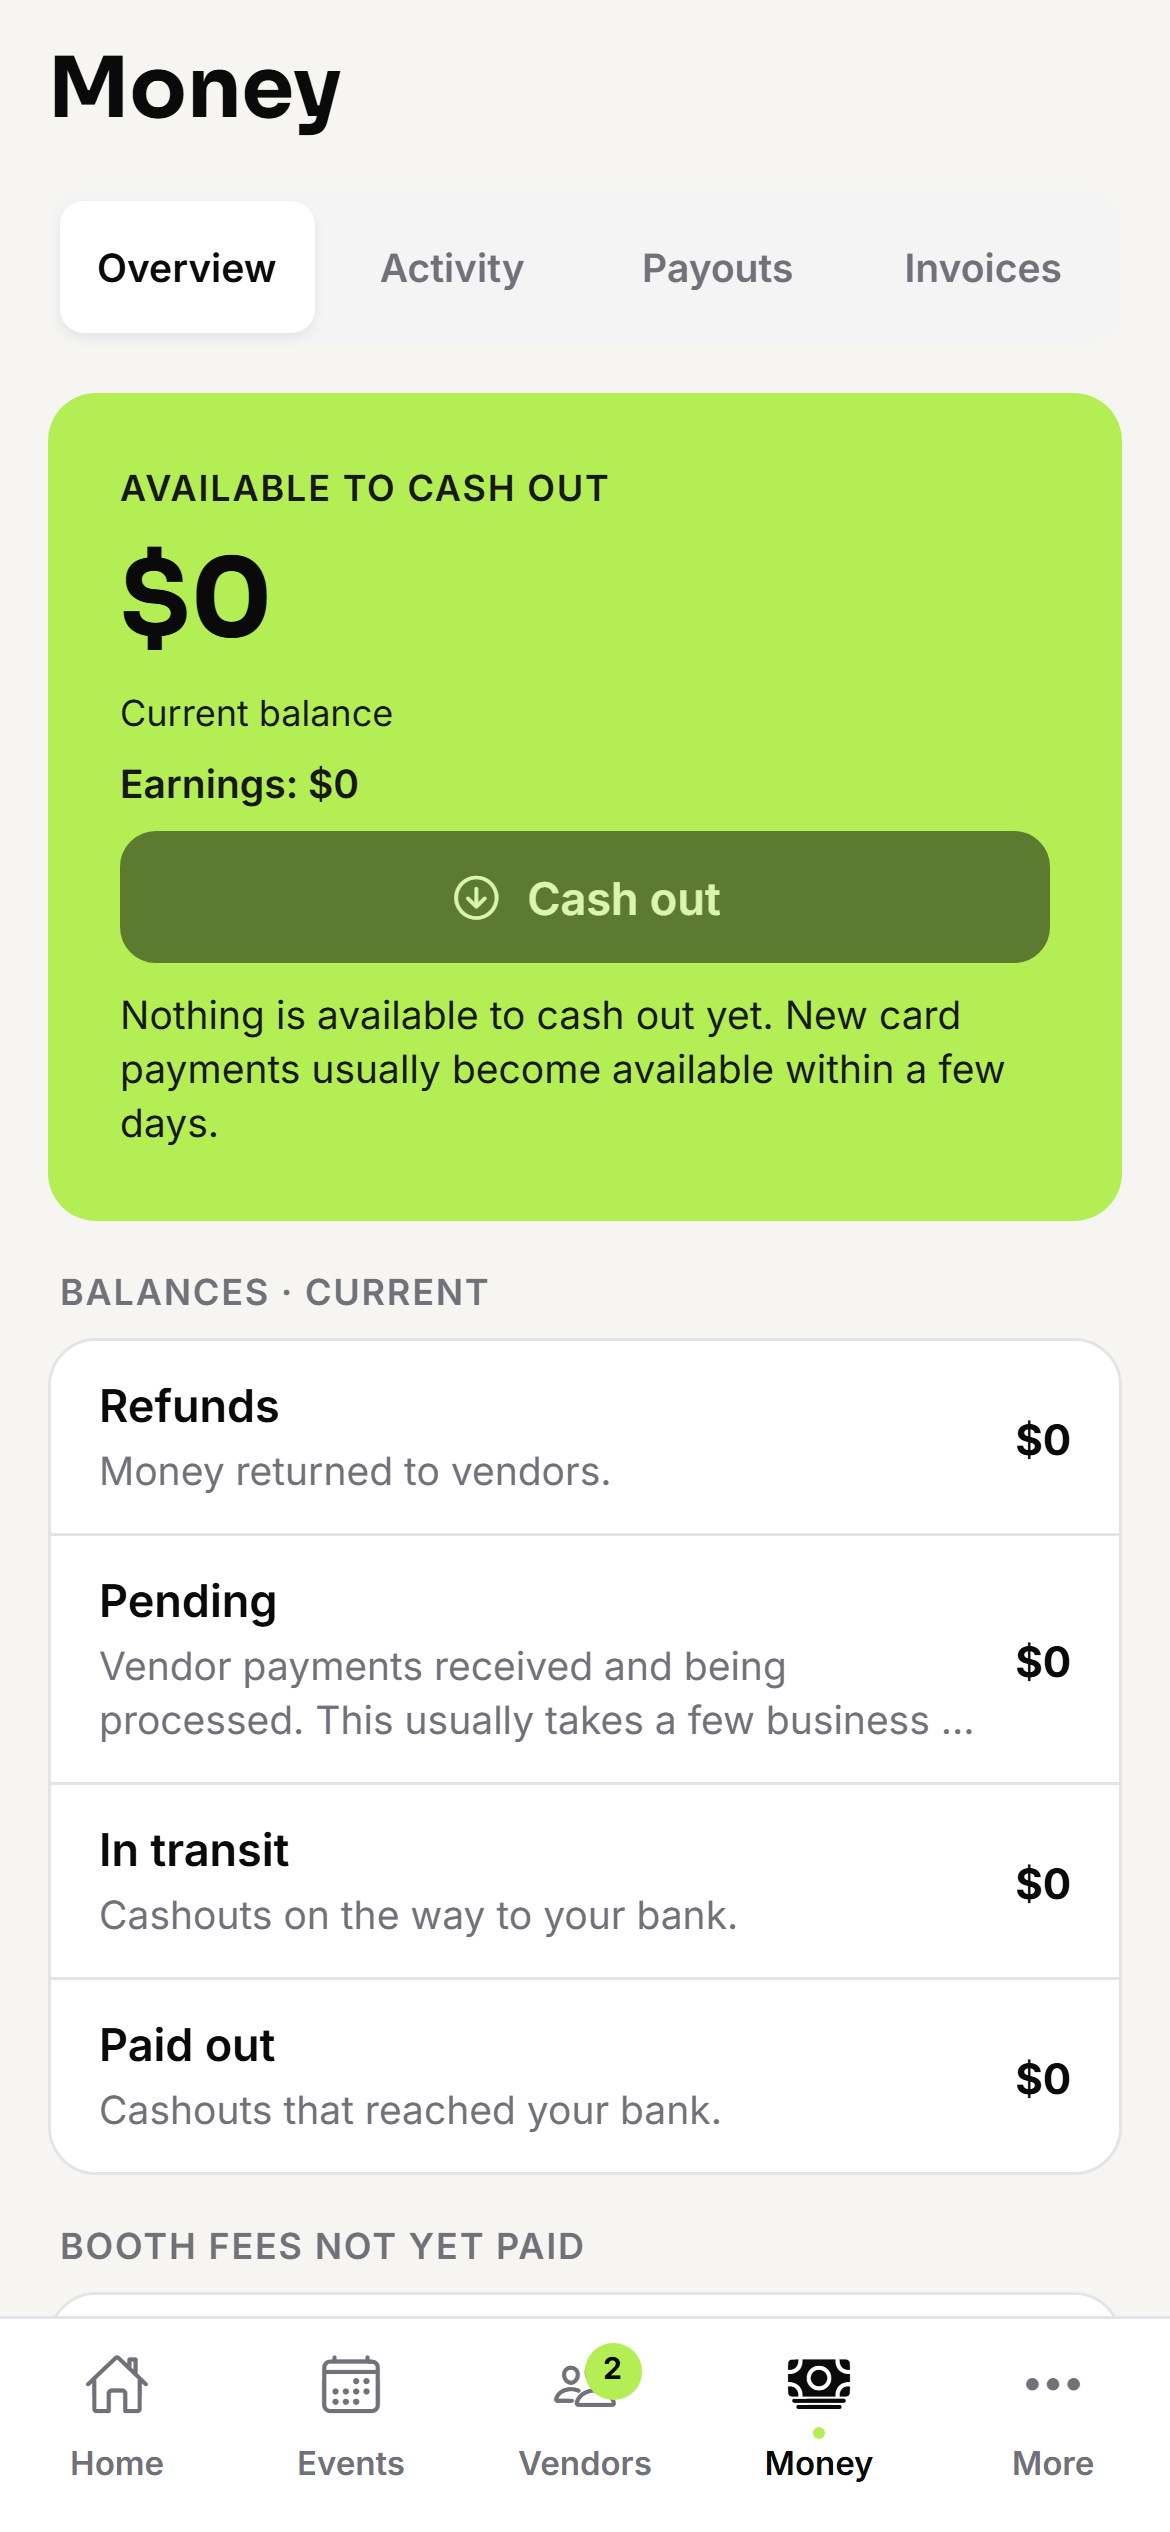 Money
Overview
Activity
Payouts
Invoices
AVAILABLE TO CASH OUT
$0
Current balance
Earnings: $0
Cash out
Nothing is available to cash out yet. New card
payments usually become available within a few
days.
BALANCES · CURRENT
Refunds
Money returned to vendors.
$0
Pending
Vendor payments received and being
processed. This usually takes a few business ...
$0
In transit
Cashouts on the way to your bank.
$0
Paid out
Cashouts that reached your bank.
$0
BOOTH FEES NOT YET PAID
2
Home
Events
Vendors
Money
More